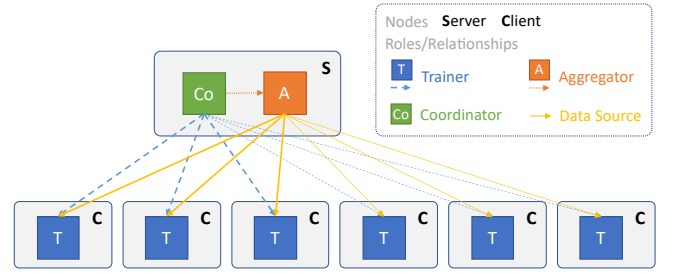 Nodes Server Client
Roles/Relationships
T Trainer A Aggregator
Co Coordinator Data Source
S
Co A
C C C C C C
T T T T T T